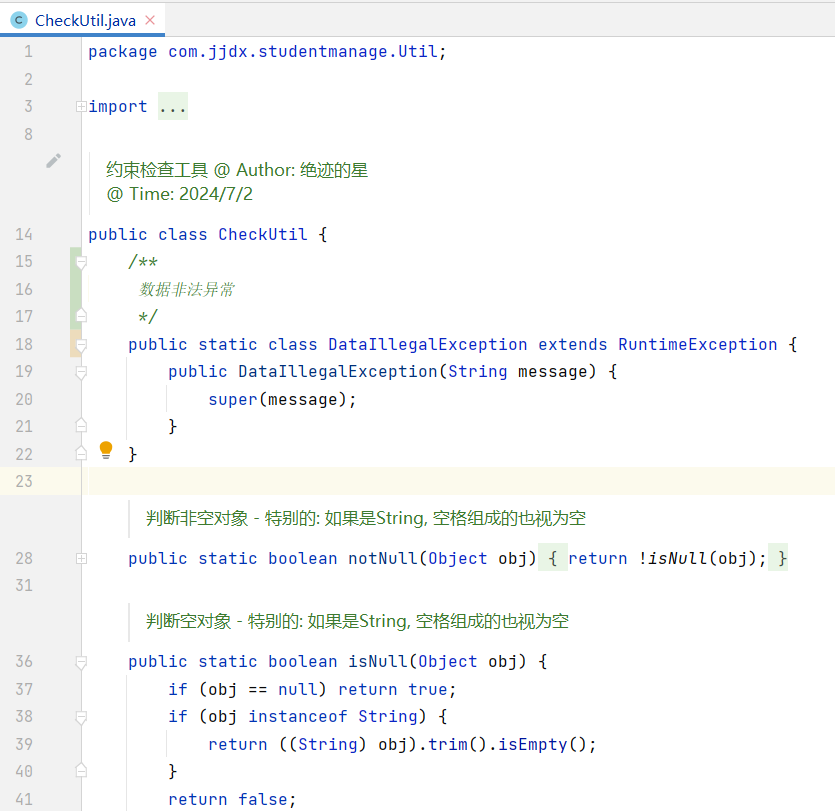 C CheckUtil.java ×
1 package com.jjdx.studentmanage.Util;
2
3 import ...
8
约束检查工具 @ Author: 绝迹的星
@ Time: 2024/7/2
14 public class CheckUtil {
15 /**
16 数据非法异常
17 */
18 public static class DataIllegalException extends RuntimeException {
19 public DataIllegalException(String message) {
20 super(message);
21 }
22 }
23
判断非空对象 - 特别的: 如果是String, 空格组成的也视为空
28 public static boolean notNull(Object obj) { return !isNull(obj); }
31
判断空对象 - 特别的: 如果是String, 空格组成的也视为空
36 public static boolean isNull(Object obj) {
37 if (obj == null) return true;
38 if (obj instanceof String) {
39 return ((String) obj).trim().isEmpty();
40 }
41 return false;